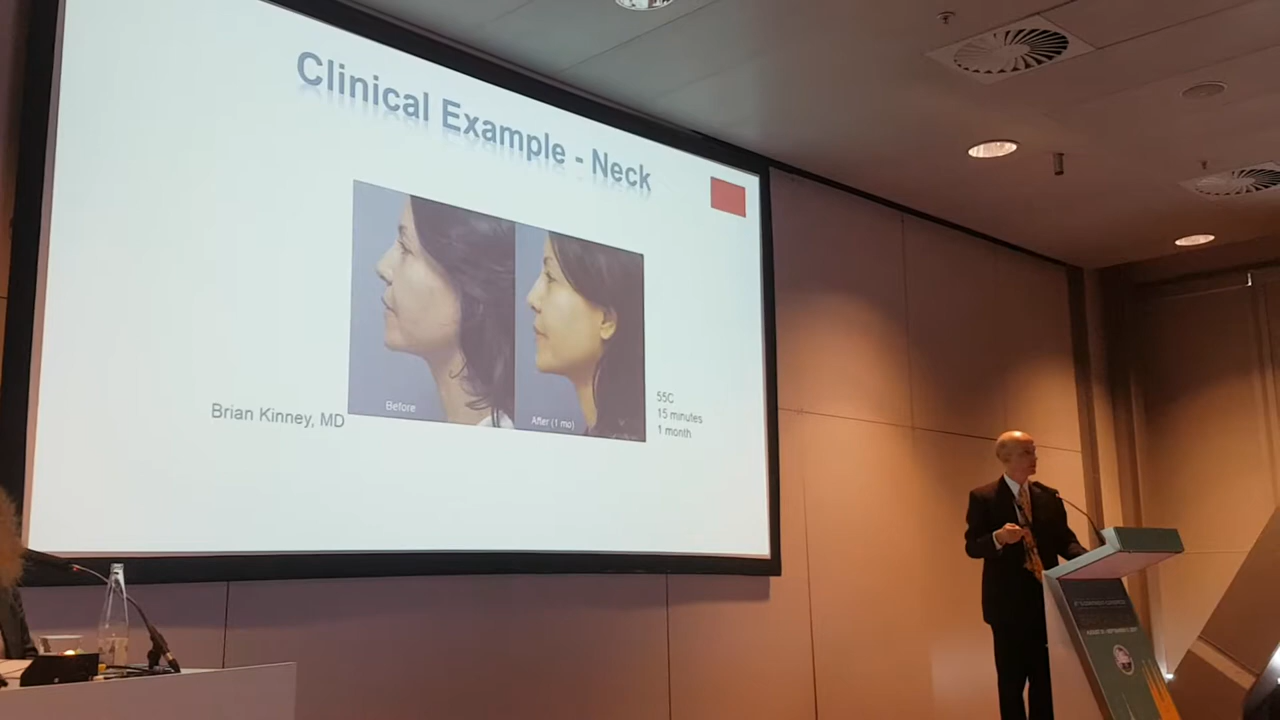 Clinical Example - Neck
Before
After (1 mo)
Brian Kinney, MD
55C
15 minutes
1 month